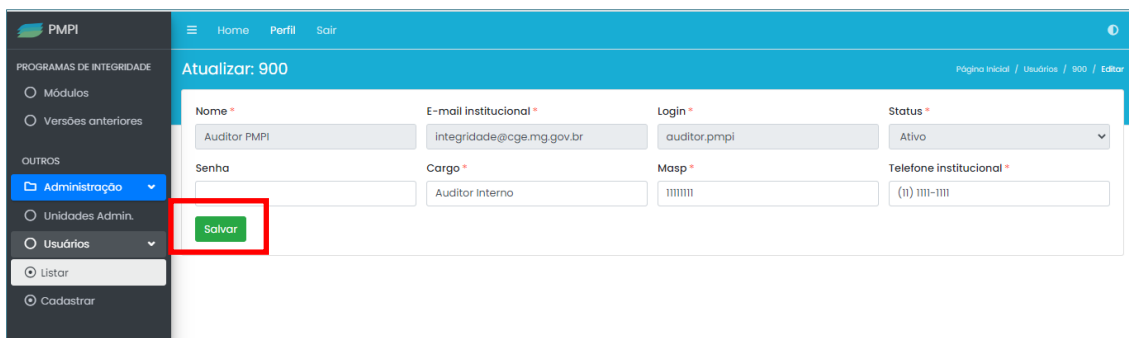 PMPI
Home Perfil Sair
PROGRAMAS DE INTEGRIDADE
Módulos
Versões anteriores
OUTROS
Administração
Unidades Admin.
Usuários
Listar
Cadastrar
Atualizar: 900
Página Inicial / Usuários / 900 / Editar
Nome * E-mail institucional * Login * Status *
Auditor PMPI integridade@cge.mg.gov.br auditor.pmpi Ativo
Senha Cargo * Masp * Telefone institucional *
Auditor Interno 11111111 (11) 1111-1111
Salvar